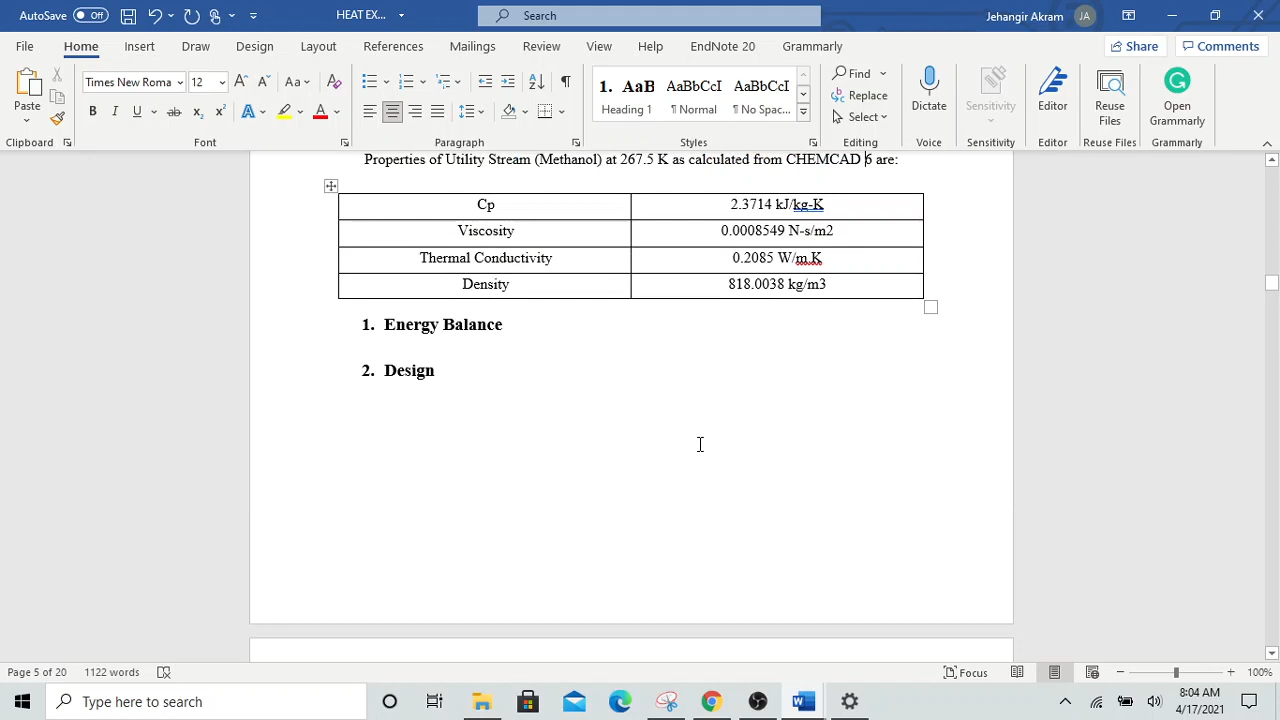 AutoSave Off HEAT EX... Search Jehangir Akram JA
File Home Insert Draw Design Layout References Mailings Review View Help EndNote 20 Grammarly Share Comments
Times New Roma 12 Aa A
1. AaB AaBbCcI AaBbCcI
Find
Paste
Dictate Sensitivity Editor Reuse Files Open Grammarly
Replace
B I U ab x2 x2 A A
Heading 1 ¶ Normal ¶ No Spac...
Select
Clipboard Font Paragraph Styles Editing Voice Sensitivity Editor Reuse Files Grammarly
Properties of Utility Stream (Methanol) at 267.5 K as calculated from CHEMCAD 6 are:
Cp 2.3714 kJ/kg-K
Viscosity 0.0008549 N-s/m2
Thermal Conductivity 0.2085 W/m.K
Density 818.0038 kg/m3
1. Energy Balance
2. Design
Page 5 of 20 1122 words Focus 100%
Type here to search
8:04 AM
4/17/2021